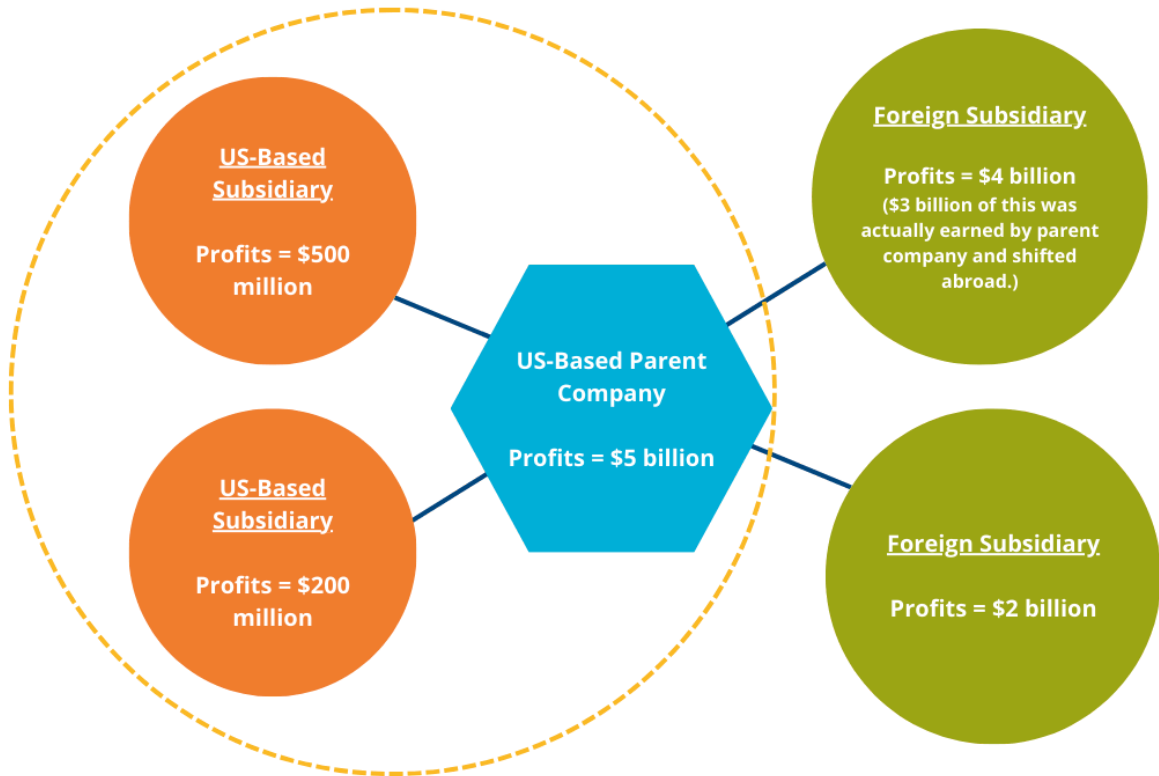 US-Based
Subsidiary
Profits = $500
million
US-Based Parent
Company
Profits = $5 billion
Foreign Subsidiary
Profits = $4 billion
($3 billion of this was
actually earned by parent
company and shifted
abroad.)
US-Based
Subsidiary
Profits = $200
million
Foreign Subsidiary
Profits = $2 billion